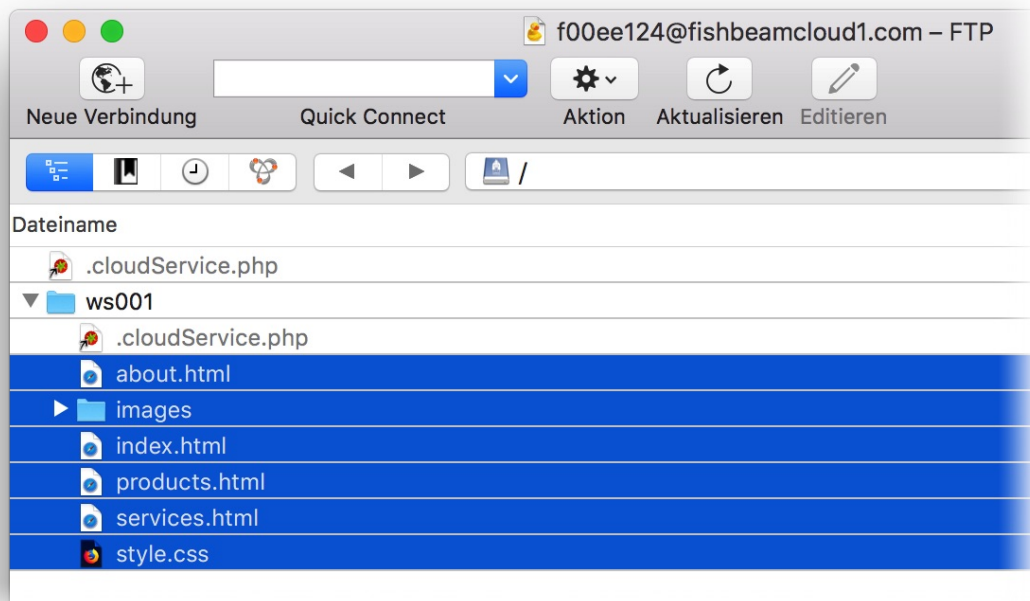 f00ee124@fishbeamcloud1.com – FTP
Neue Verbindung Quick Connect Aktion Aktualisieren Editieren
/
Dateiname
.cloudService.php
ws001
.cloudService.php
about.html
images
index.html
products.html
services.html
style.css